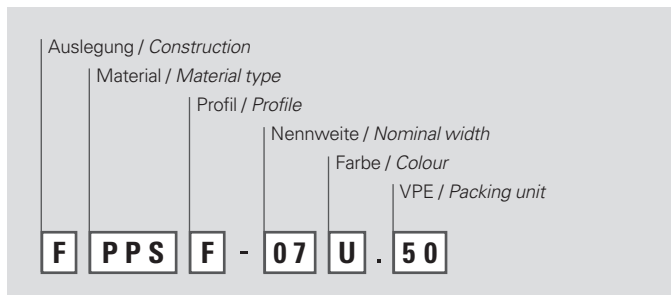 Auslegung / Construction
Material / Material type
Profil / Profile
Nennweite / Nominal width
Farbe / Colour
VPE / Packing unit
F PPS F - 07 U . 50